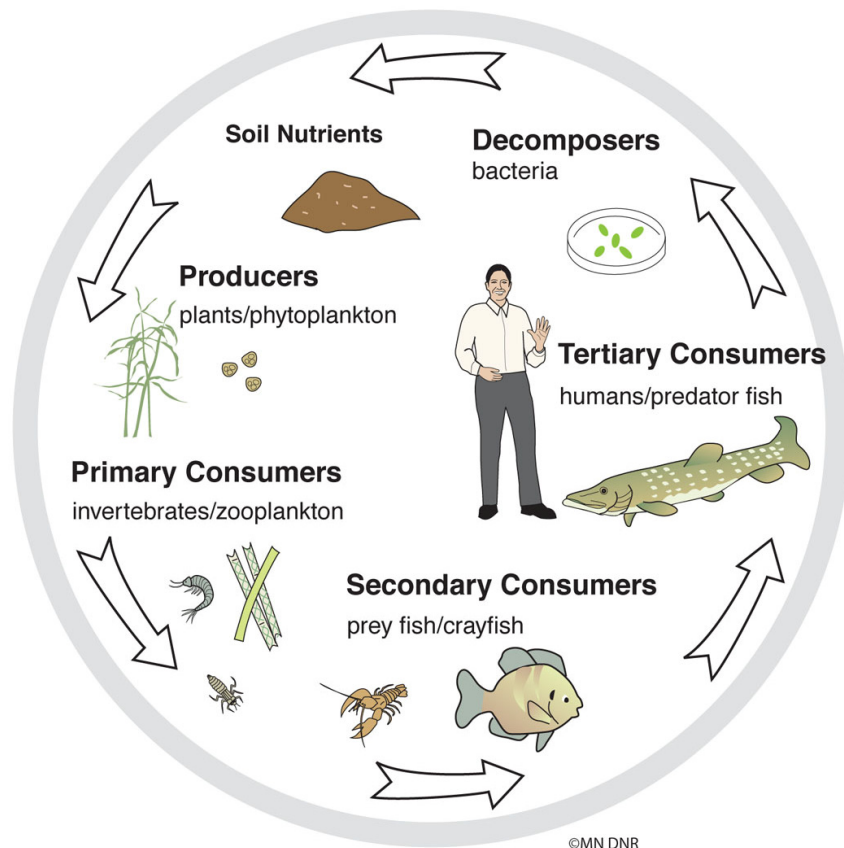 Soil Nutrients
Decomposers
bacteria
Producers
plants/phytoplankton
Tertiary Consumers
humans/predator fish
Primary Consumers
invertebrates/zooplankton
Secondary Consumers
prey fish/crayfish
©MN DNR